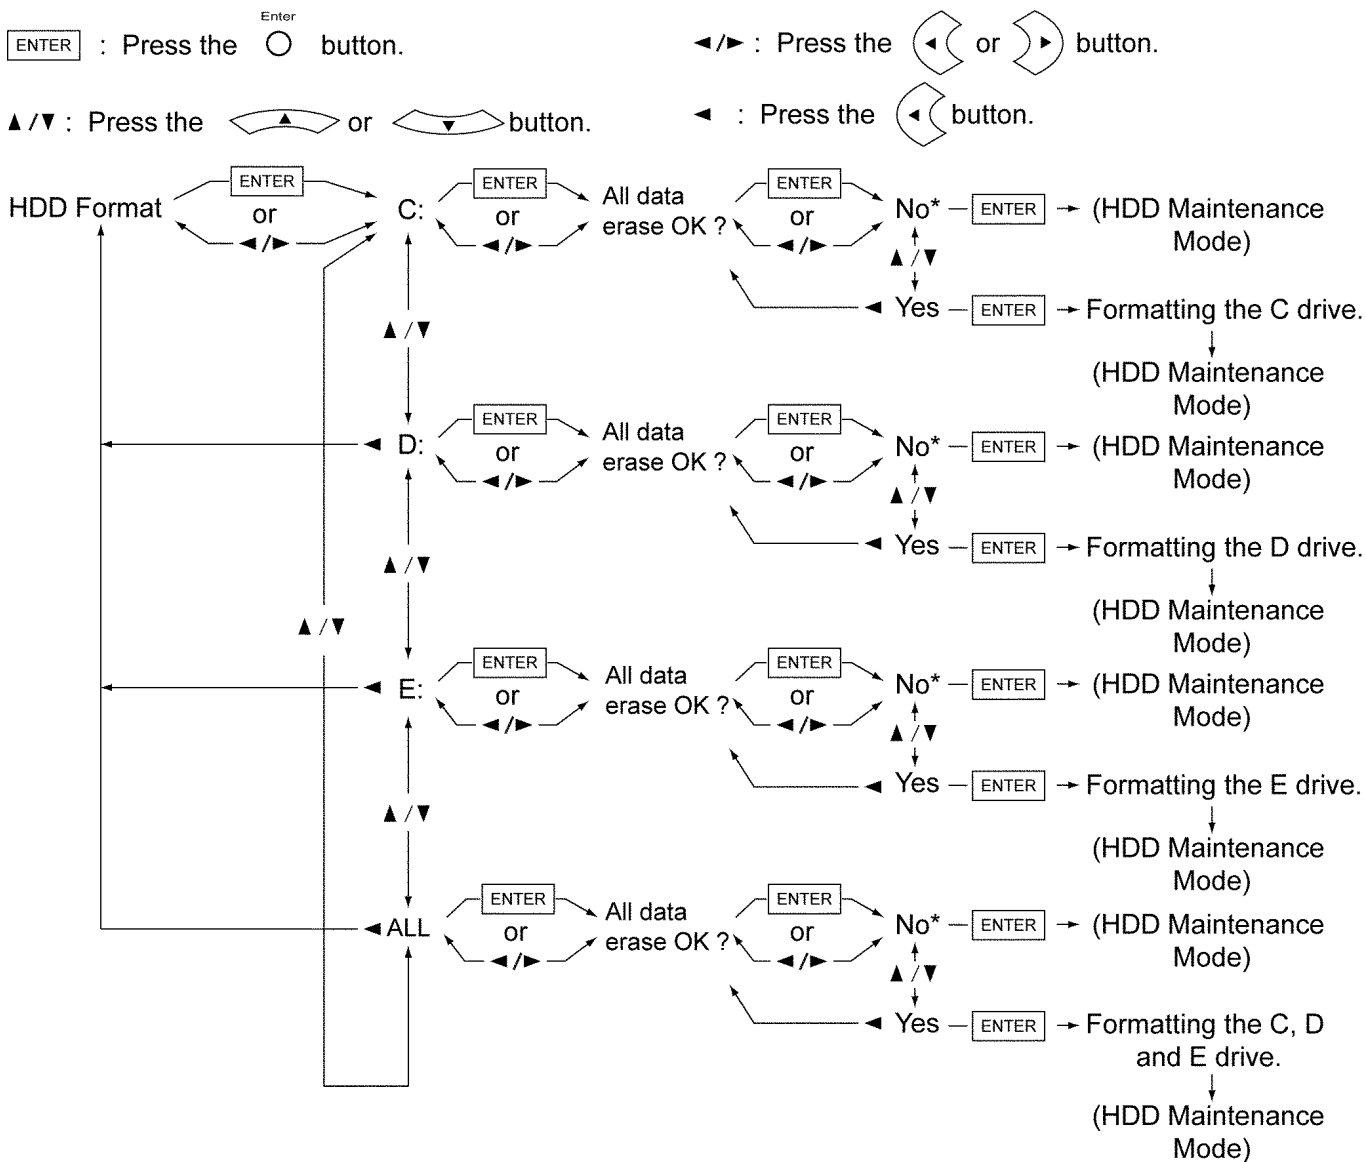 Enter
ENTER : Press the button.
◄/► : Press the ◄ or ► button.
▲/▼ : Press the ▲ or ▼ button.
◄ : Press the ◄ button.
HDD Format
ENTER
or
◄/►
C:
ENTER
or
◄/►
All data
erase OK ?
ENTER
or
◄/►
No*
ENTER
(HDD Maintenance
Mode)
▲/▼
◄ Yes
ENTER
Formatting the C drive.
(HDD Maintenance
Mode)
▲/▼
◄ D:
ENTER
or
◄/►
All data
erase OK ?
ENTER
or
◄/►
No*
ENTER
(HDD Maintenance
Mode)
▲/▼
◄ Yes
ENTER
Formatting the D drive.
(HDD Maintenance
Mode)
▲/▼
▲/▼
◄ E:
ENTER
or
◄/►
All data
erase OK ?
ENTER
or
◄/►
No*
ENTER
(HDD Maintenance
Mode)
▲/▼
◄ Yes
ENTER
Formatting the E drive.
(HDD Maintenance
Mode)
▲/▼
◄ ALL
ENTER
or
◄/►
All data
erase OK ?
ENTER
or
◄/►
No*
ENTER
(HDD Maintenance
Mode)
▲/▼
◄ Yes
ENTER
Formatting the C, D
and E drive.
(HDD Maintenance
Mode)